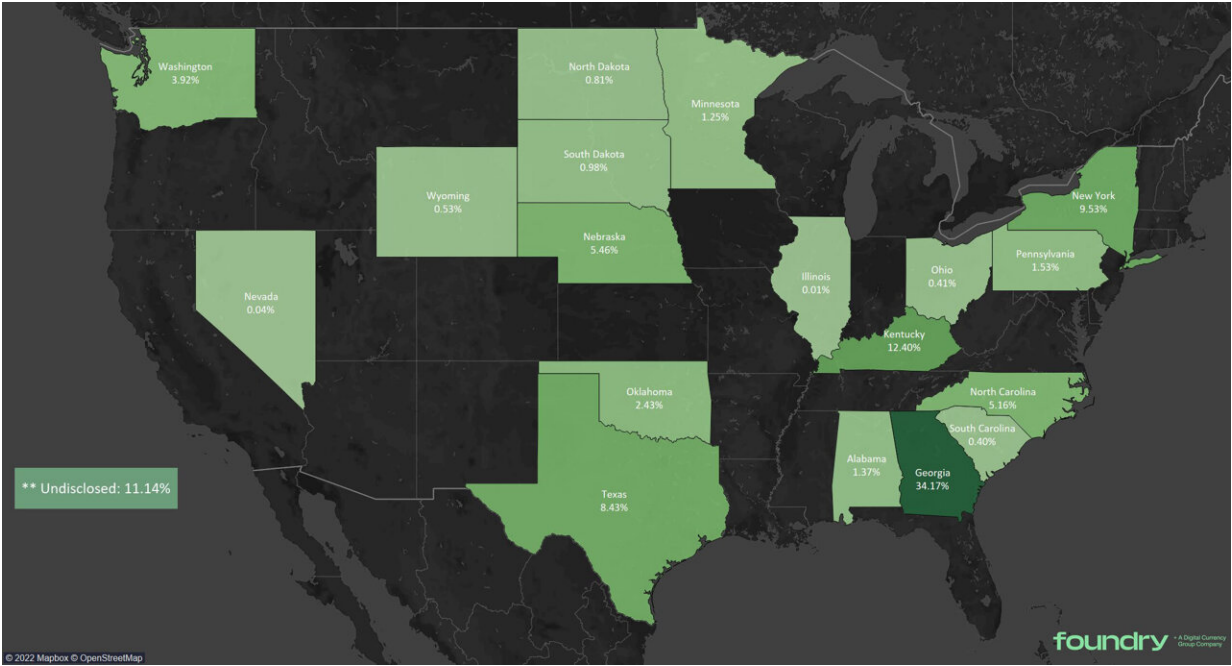 Washington
3.92%
North Dakota
0.81%
Minnesota
1.25%
South Dakota
0.98%
Wyoming
0.53%
New York
9.53%
Nebraska
5.46%
Pennsylvania
1.53%
Illinois
0.01%
Ohio
0.41%
Nevada
0.04%
Kentucky
12.40%
Oklahoma
2.43%
North Carolina
5.16%
South Carolina
0.40%
Alabama
1.37%
Georgia
34.17%
** Undisclosed: 11.14%
Texas
8.43%
foundry
• A Digital Currency
Group Company
© 2022 Mapbox © OpenStreetMap